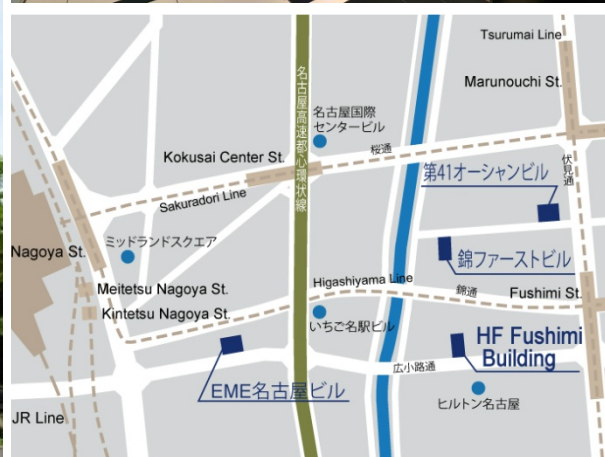 Tsurumai Line
Marunouchi St.
名古屋高速都心環状線
名古屋国際
センタービル
Kokusai Center St.
桜通
伏見通
第41オーシャンビル
Sakuradori Line
ミッドランドスクエア
Nagoya St.
錦ファーストビル
Higashiyama Line
Meitetsu Nagoya St.
錦通
Fushimi St.
Kintetsu Nagoya St.
いちご名駅ビル
HF Fushimi
Building
広小路通
EME名古屋ビル
ヒルトン名古屋
JR Line